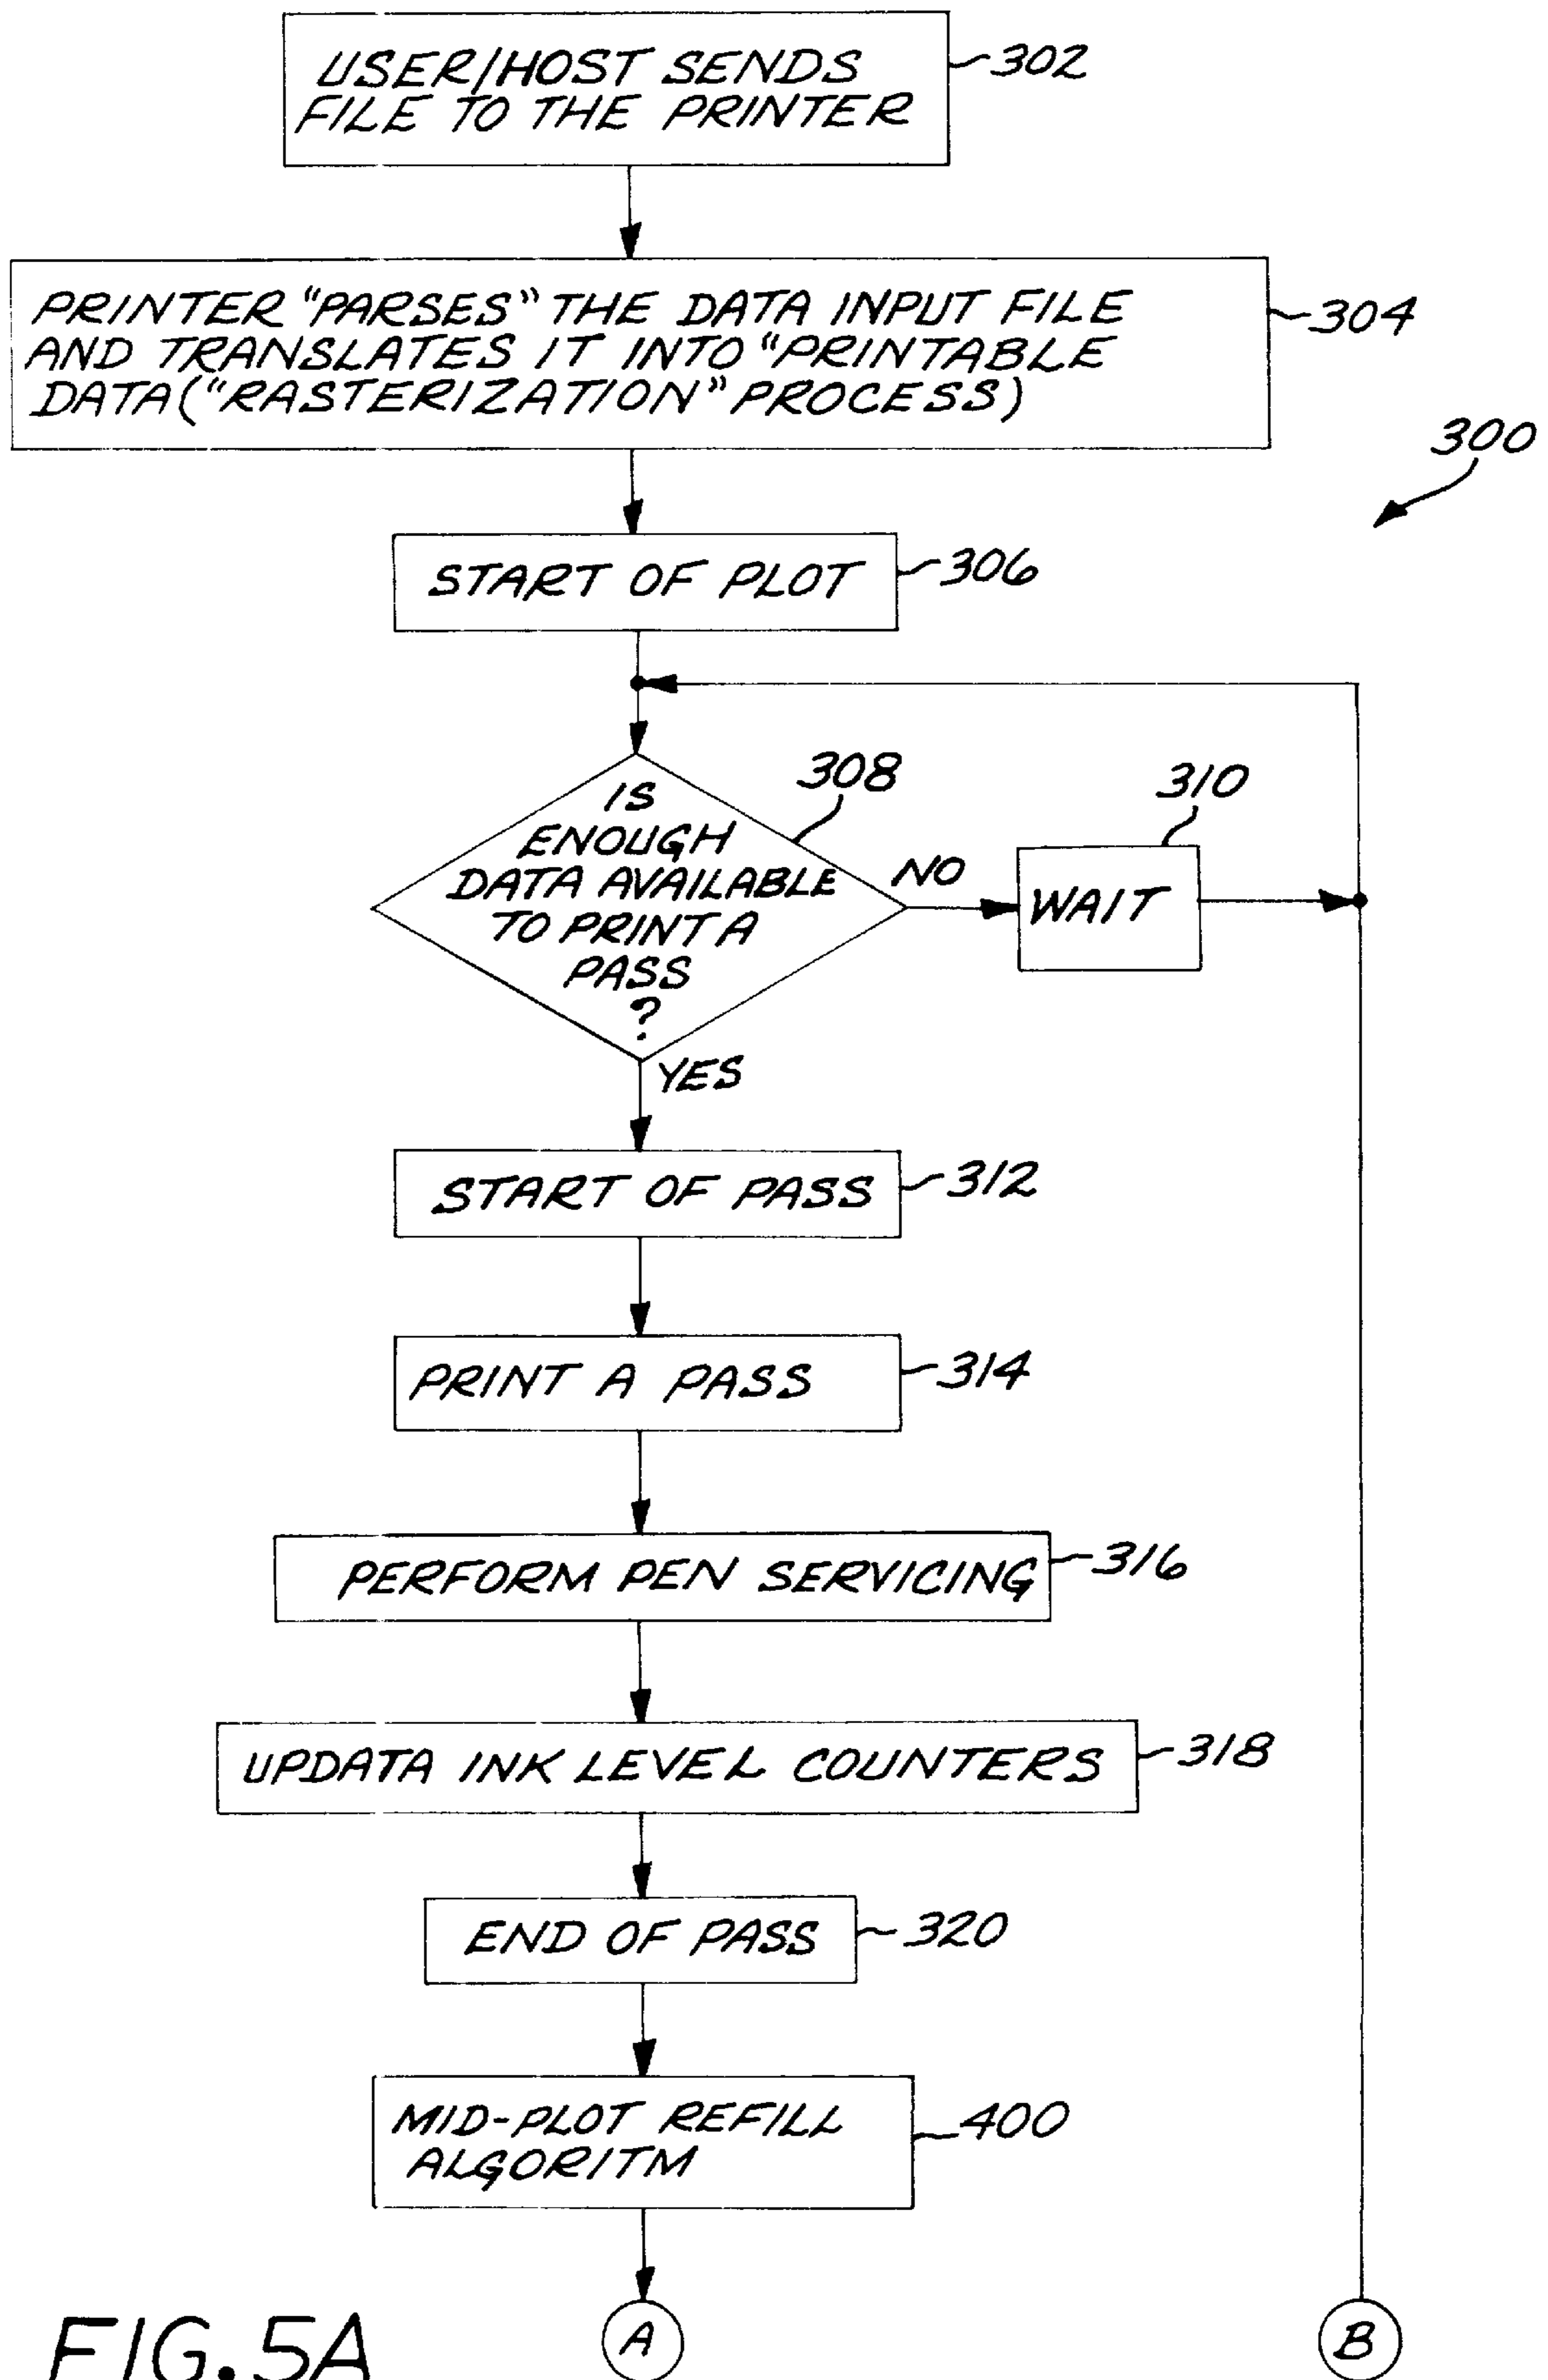 USER/HOST SENDS
FILE TO THE PRINTER
302
PRINTER "PARSES" THE DATA INPUT FILE
AND TRANSLATES IT INTO "PRINTABLE
DATA("RASTERIZATION" PROCESS)
304
300
START OF PLOT
306
IS
ENOUGH
DATA AVAILABLE
TO PRINT A
PASS
?
308
NO
310
WAIT
YES
START OF PASS
312
PRINT A PASS
314
PERFORM PEN SERVICING
316
UPDATA INK LEVEL COUNTERS
318
END OF PASS
320
MID-PLOT REFILL
ALGORITM
400
A
B
FIG.5A